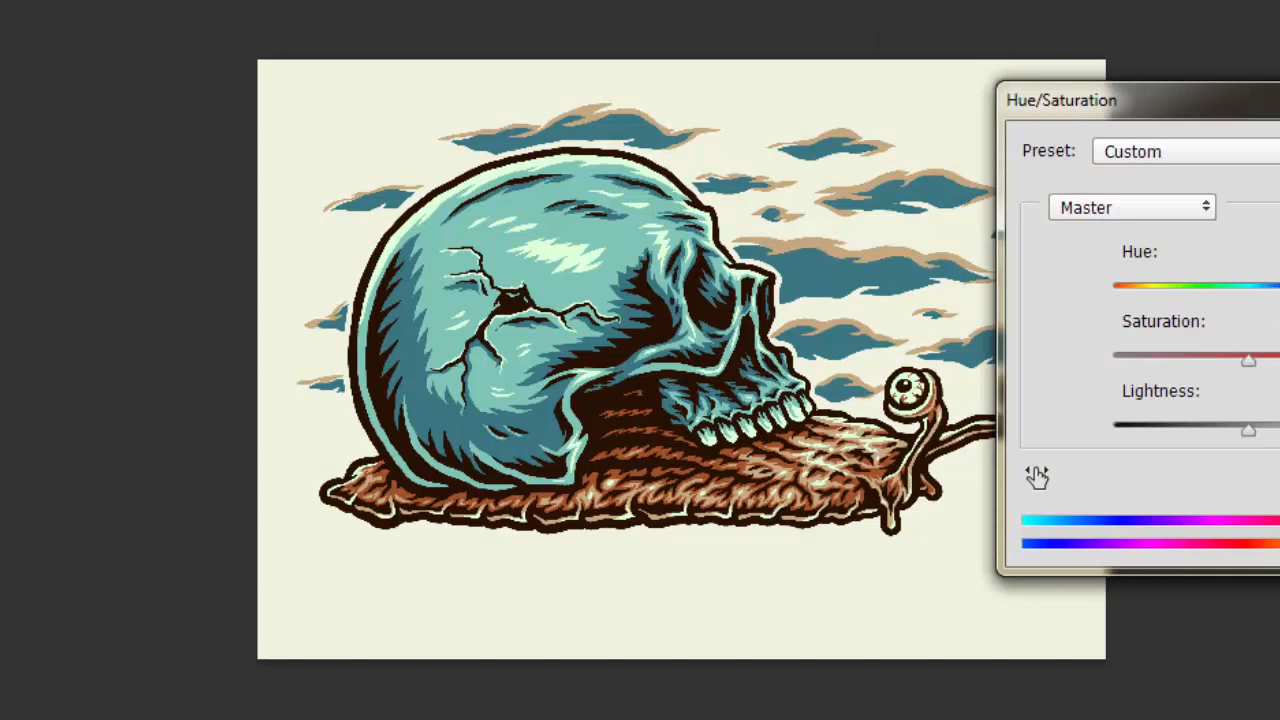 Hue/Saturation
Preset: Custom
Master
Hue:
Saturation:
Lightness: